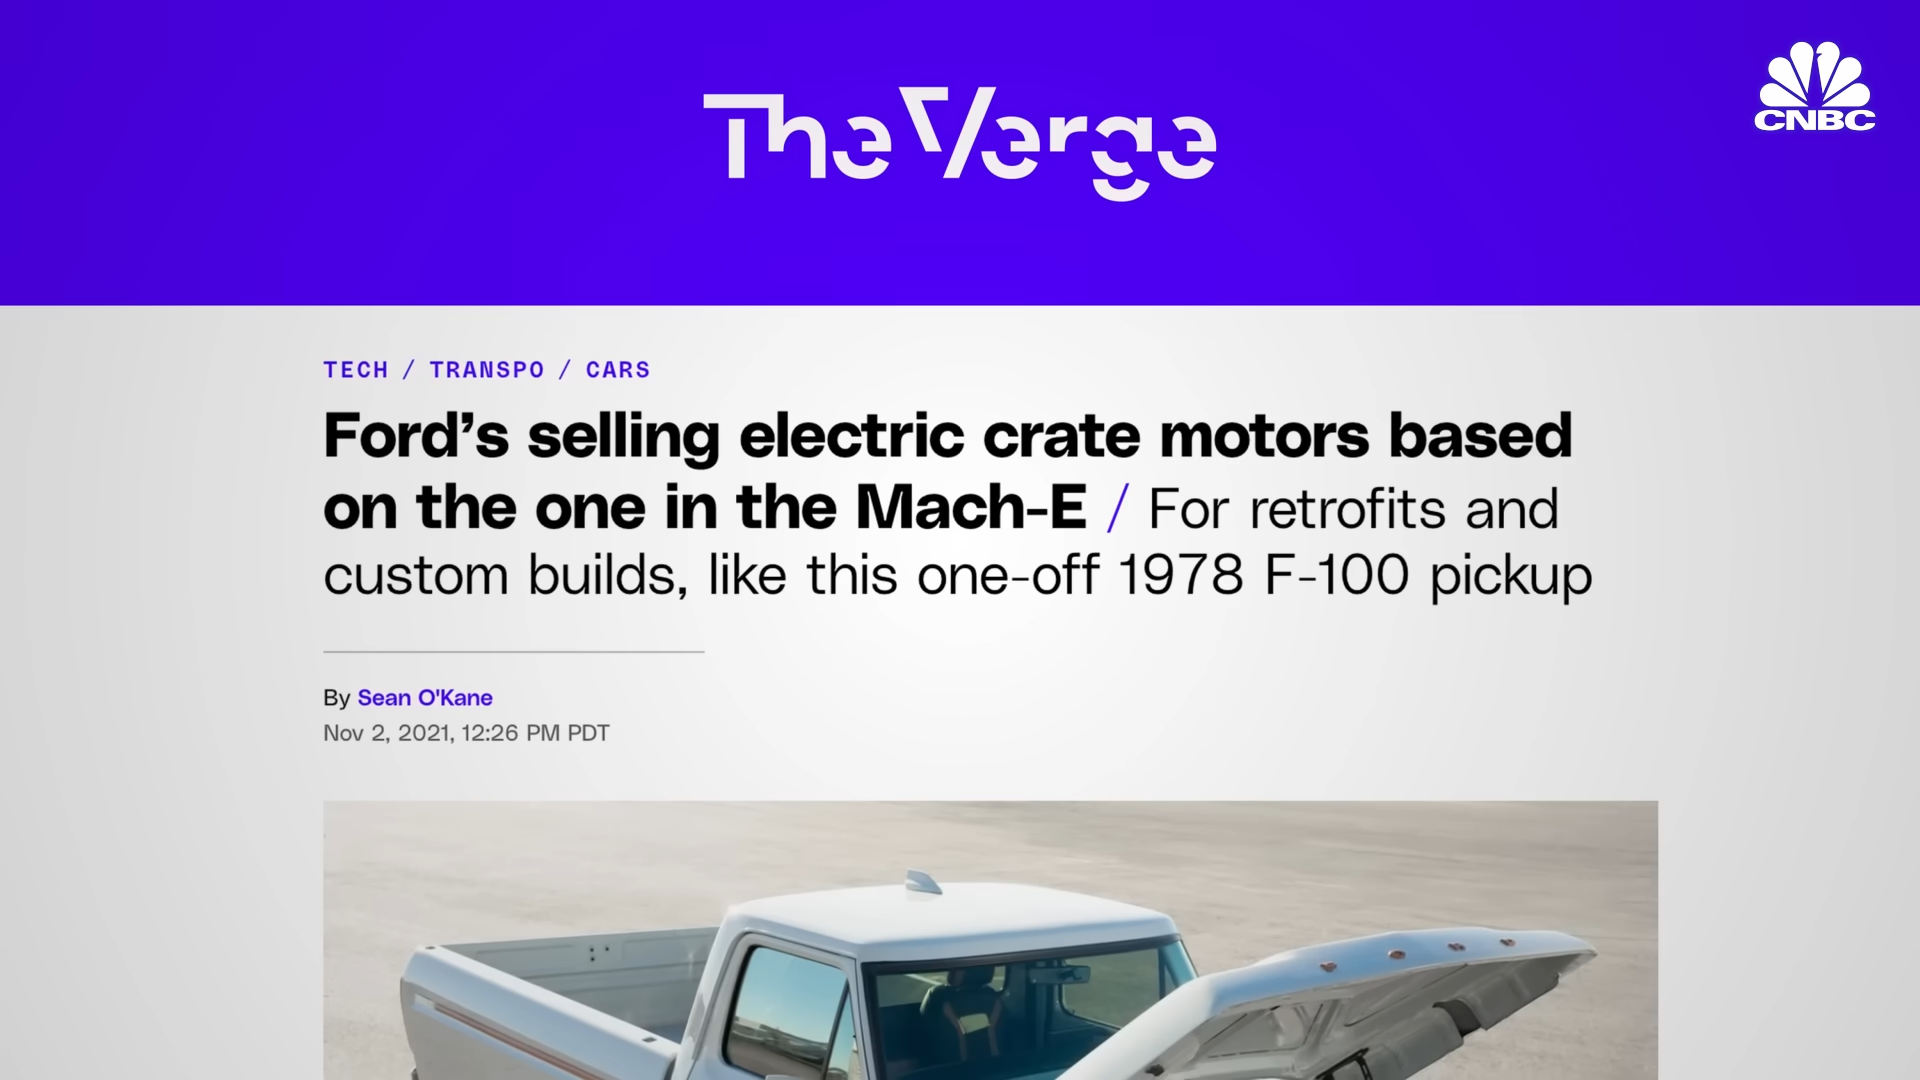 The Verge
CNBC
TECH / TRANSPO / CARS
Ford’s selling electric crate motors based
on the one in the Mach-E / For retrofits and
custom builds, like this one-off 1978 F-100 pickup
By Sean O'Kane
Nov 2, 2021, 12:26 PM PDT